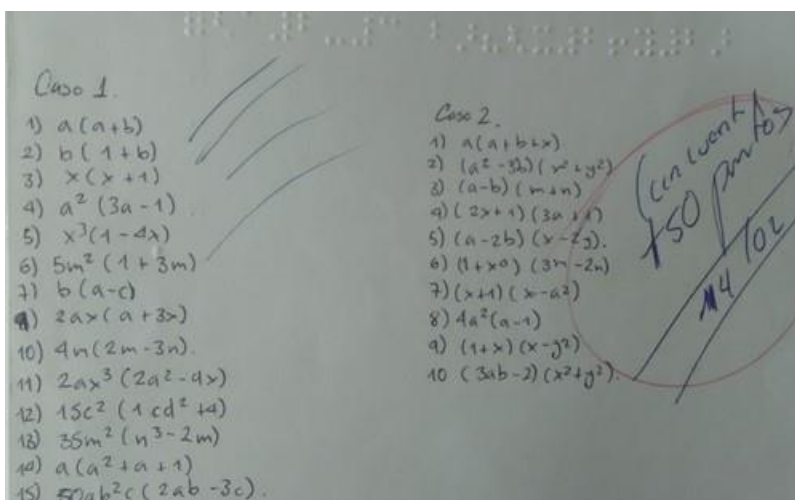 Caso 1.
1) a(a+b)
2) b(1+b)
3) x(x+1)
4) a² (3a-1)
5) x³(1-4x)
6) 5m² (1+3m)
7) b(a-c)
9) 2ax(a+3x)
10) 4n(2m-3n).
11) 2ax³ (2a²-4x)
12) 15c² (1cd²+4)
13) 35m² (n³-2m)
14) a(a²+a+1)
15) 50ab²c(2ab-3c).
Caso 2.
1) a(a+b+x)
2) (a²-3b)(x²+y²)
3) (a-b)(m+n)
4) (2x+1)(3a+1)
5) (a-2b)(x-2y).
6) (1+x⁰)(3m-2n)
7) (x+1)(x-a²)
8) 4a²(a-1)
9) (1+x)(x-y²)
10 (3ab-2)(x²+y²).
+50 puntos